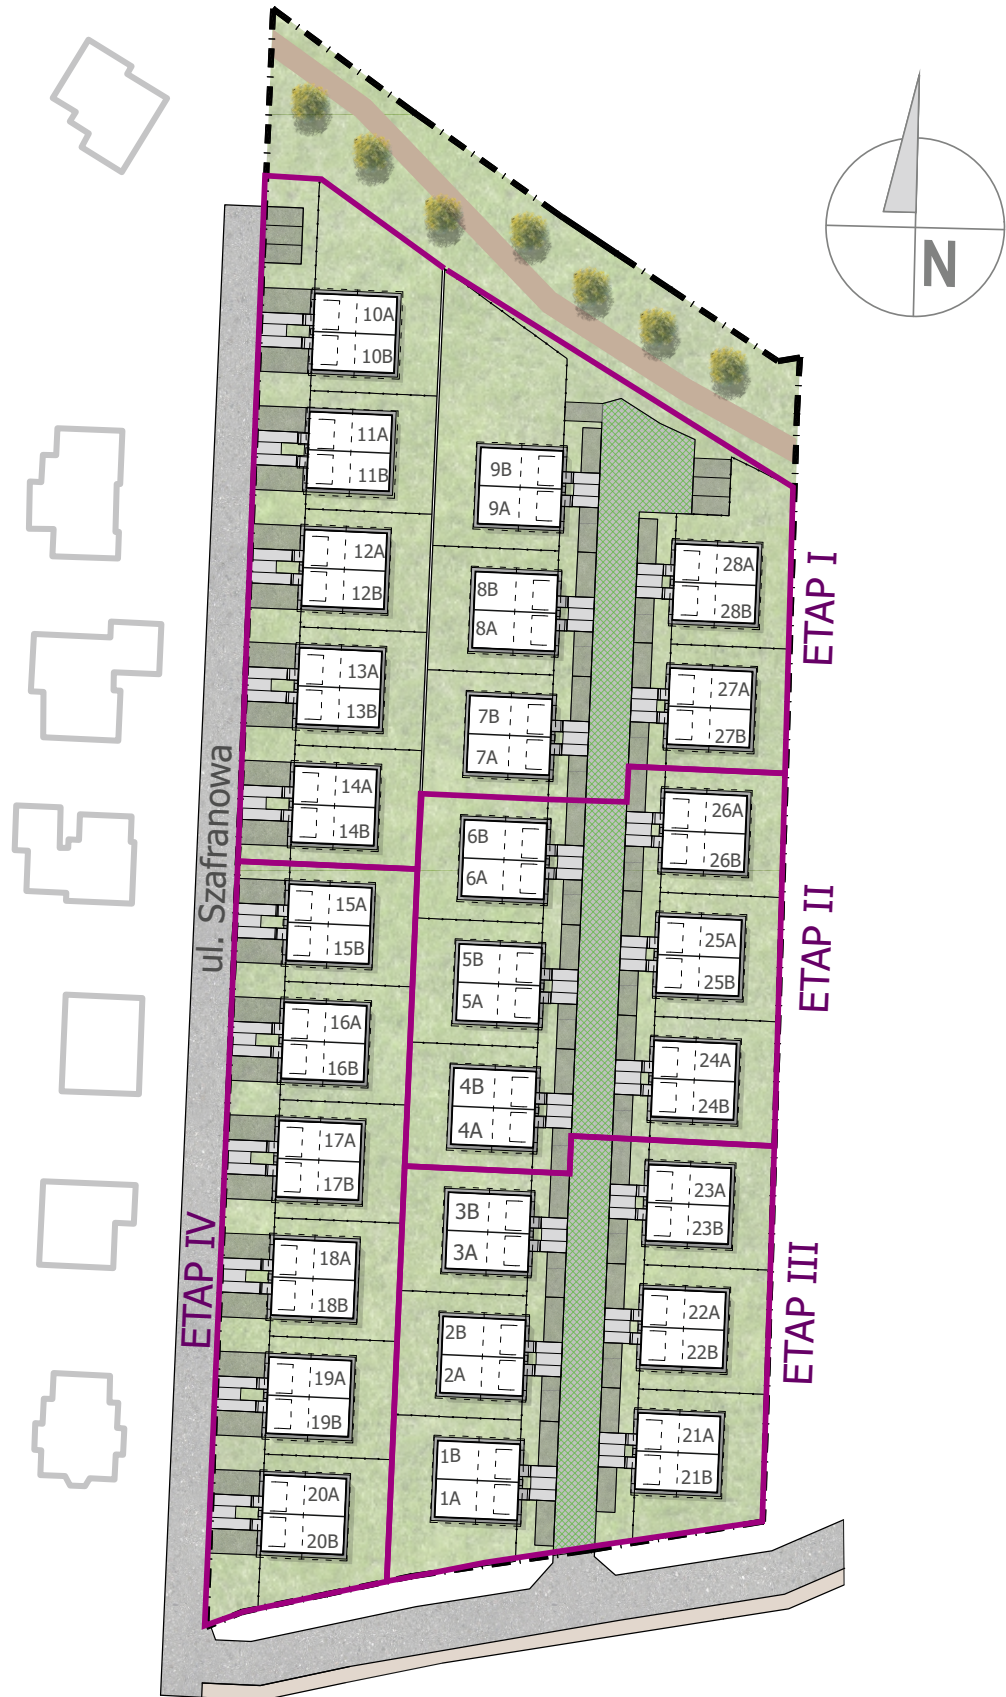 N
10A
10B
11A
11B
12A
12B
13A
13B
14A
14B
15A
15B
16A
16B
17A
17B
18A
18B
19A
19B
20A
20B
9B
9A
8B
8A
7B
7A
6B
6A
5B
5A
4B
4A
3B
3A
2B
2A
1B
1A
28A
28B
27A
27B
26A
26B
25A
25B
24A
24B
23A
23B
22A
22B
21A
21B
ETAP I
ETAP II
ETAP III
ETAP IV
ul. Szafranowa